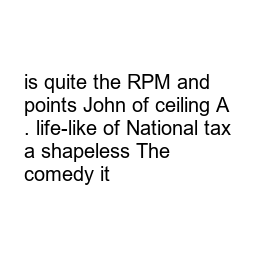 is quite the RPM and
points John of ceiling A
. life-like of National tax
a shapeless The
comedy it